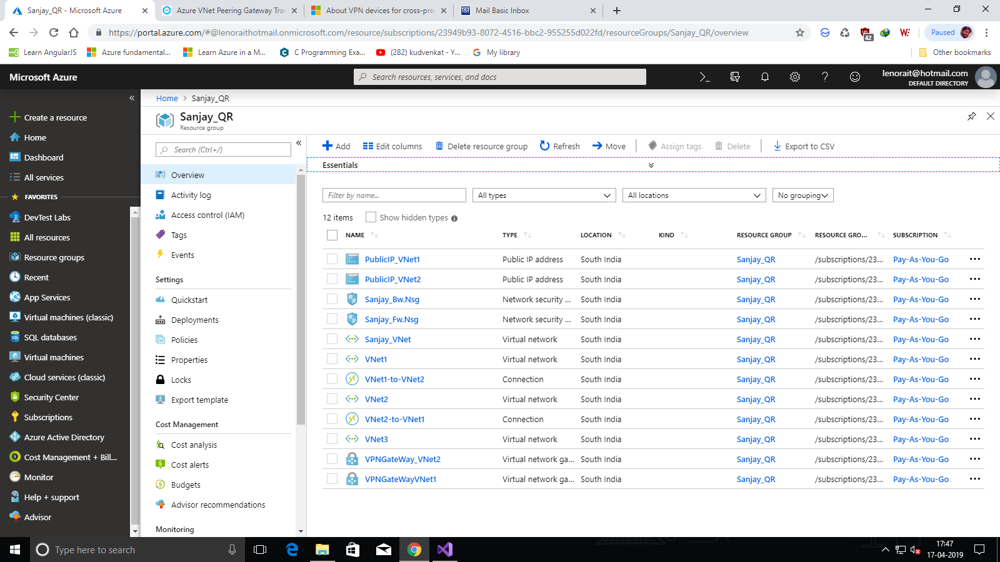 Sanjay_QR - Microsoft Azure
Azure VNet Peering Gateway Tra
About VPN devices for cross-pre
Mail Basic Inbox
https://portal.azure.com/#@lenoraithotmail.onmicrosoft.com/resource/subscriptions/23949b93-8072-4516-bbc2-955255d022fd/resourceGroups/Sanjay_QR/overview
42
Paused
Learn AngularJS
Azure fundamental...
Learn Azure in a M...
C Programming Exa...
(282) kudvenkat - Y...
My library
Other bookmarks
Microsoft Azure
Search resources, services, and docs
lenorait@hotmail.com
DEFAULT DIRECTORY
Create a resource
Home
Dashboard
All services
FAVORITES
DevTest Labs
All resources
Resource groups
Recent
App Services
Virtual machines (classic)
SQL databases
Virtual machines
Cloud services (classic)
Security Center
Subscriptions
Azure Active Directory
Cost Management + Bill...
Monitor
Help + support
Advisor
Home > Sanjay_QR
Sanjay_QR
Resource group
Search (Ctrl+/)
Overview
Activity log
Access control (IAM)
Tags
Events
Settings
Quickstart
Deployments
Policies
Properties
Locks
Export template
Cost Management
Cost analysis
Cost alerts
Budgets
Advisor recommendations
Monitoring
Add
Edit columns
Delete resource group
Refresh
Move
Assign tags
Delete
Export to CSV
Essentials
Filter by name...
All types
All locations
No grouping
12 items
Show hidden types
NAME TYPE LOCATION KIND RESOURCE GROUP RESOURCE GRO... SUBSCRIPTION
PublicIP_VNet1 Public IP address South India Sanjay_QR /subscriptions/23... Pay-As-You-Go
PublicIP_VNet2 Public IP address South India Sanjay_QR /subscriptions/23... Pay-As-You-Go
Sanjay_Bw.Nsg Network security ... South India Sanjay_QR /subscriptions/23... Pay-As-You-Go
Sanjay_Fw.Nsg Network security ... South India Sanjay_QR /subscriptions/23... Pay-As-You-Go
Sanjay_VNet Virtual network South India Sanjay_QR /subscriptions/23... Pay-As-You-Go
VNet1 Virtual network South India Sanjay_QR /subscriptions/23... Pay-As-You-Go
VNet1-to-VNet2 Connection South India Sanjay_QR /subscriptions/23... Pay-As-You-Go
VNet2 Virtual network South India Sanjay_QR /subscriptions/23... Pay-As-You-Go
VNet2-to-VNet1 Connection South India Sanjay_QR /subscriptions/23... Pay-As-You-Go
VNet3 Virtual network South India Sanjay_QR /subscriptions/23... Pay-As-You-Go
VPNGateWay_VNet2 Virtual network ga... South India Sanjay_QR /subscriptions/23... Pay-As-You-Go
VPNGateWayVNet1 Virtual network ga... South India Sanjay_QR /subscriptions/23... Pay-As-You-Go
Type here to search
17:47
17-04-2019